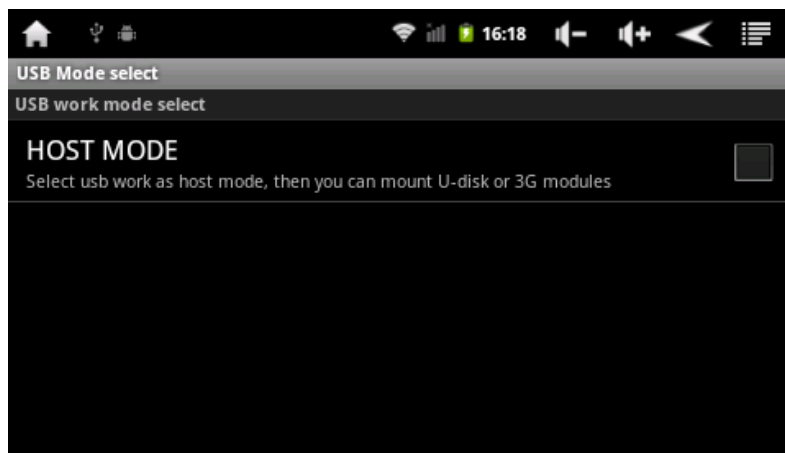 16:18
USB Mode select
USB work mode select
HOST MODE
Select usb work as host mode, then you can mount U-disk or 3G modules